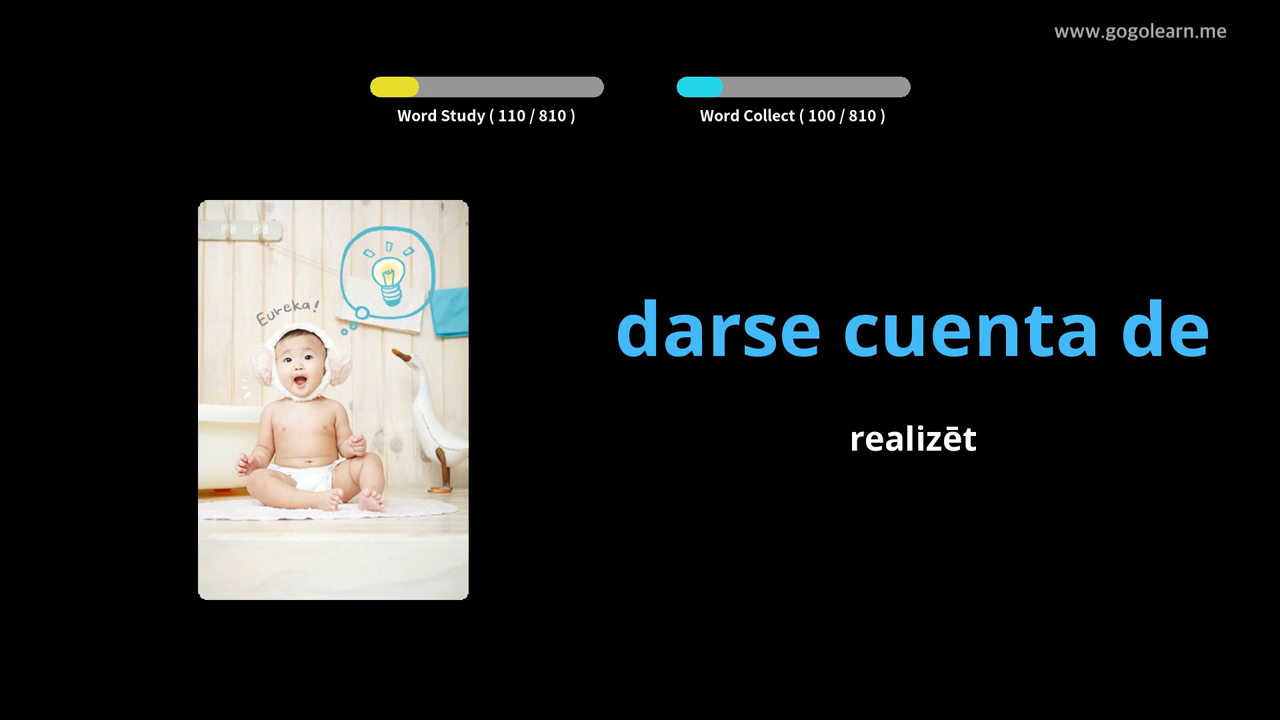 www.gogolearn.me
Word Study ( 110 / 810 )
Word Collect ( 100 / 810 )
Eureka!
darse cuenta de
realizēt